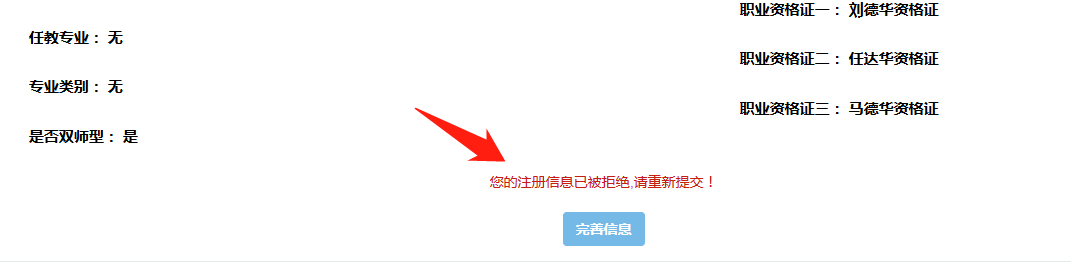 职业资格证一： 刘德华资格证
任教专业： 无
职业资格证二： 任达华资格证
专业类别： 无
职业资格证三： 马德华资格证
是否双师型： 是
您的注册信息已被拒绝,请重新提交！
完善信息